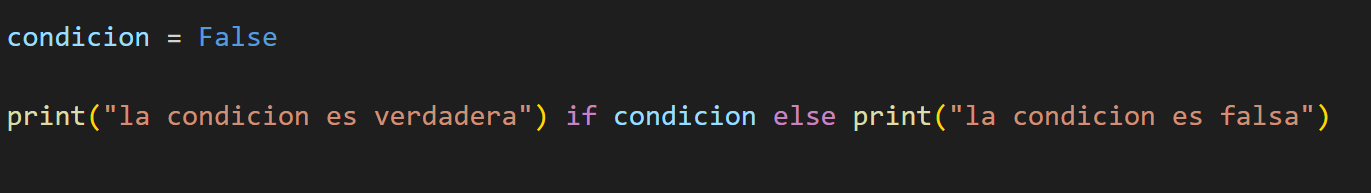 condicion = False
print("la condicion es verdadera") if condicion else print("la condicion es falsa")